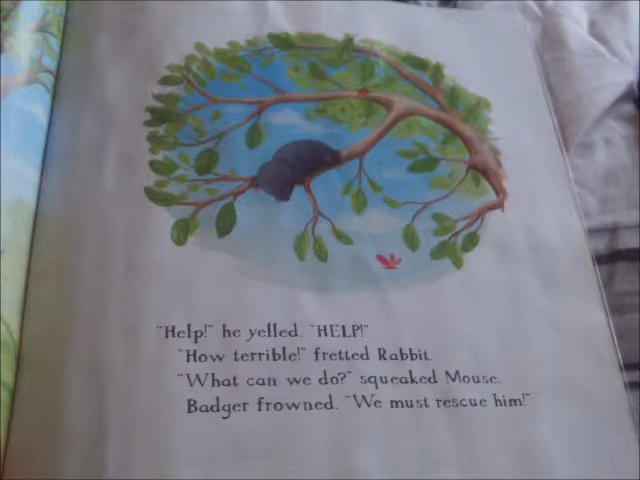 "Help!" he yelled. "HELP!"
"How terrible!" fretted Rabbit.
"What can we do?" squeaked Mouse.
Badger frowned. "We must rescue him!"